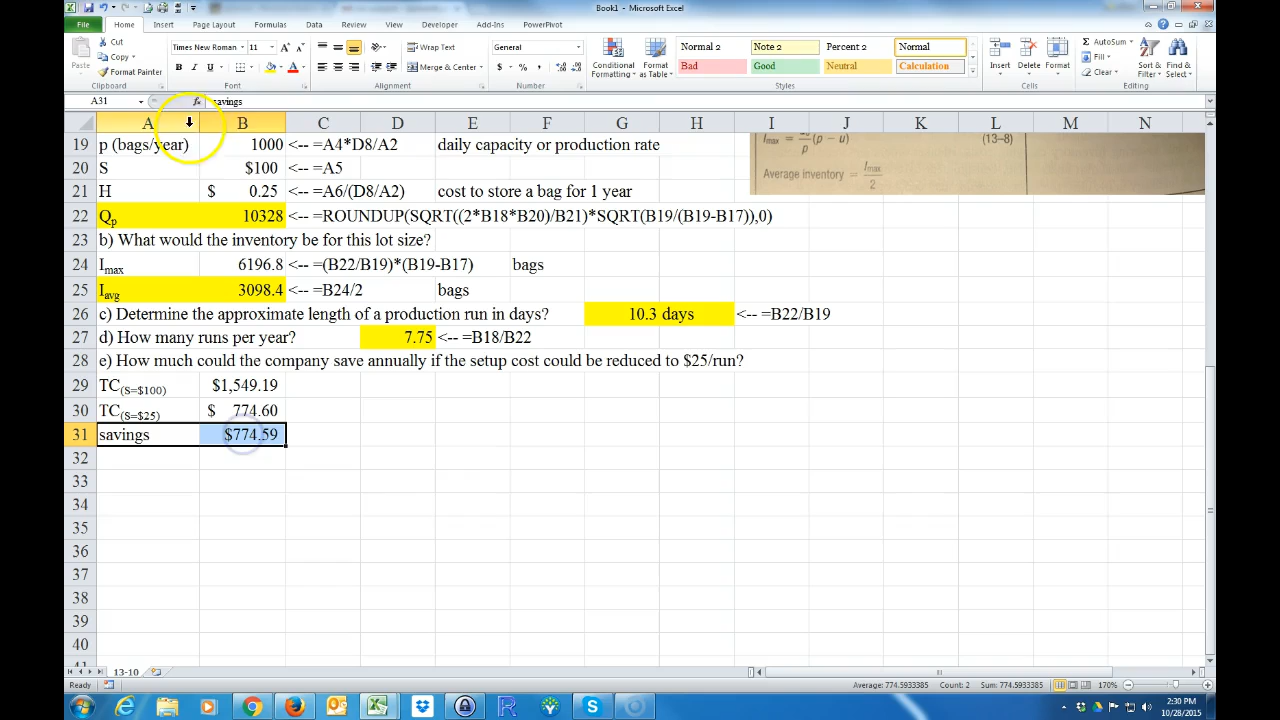 Book1 - Microsoft Excel
File Home Insert Page Layout Formulas Data Review View Developer Add-Ins PowerPivot
Paste
Cut
Copy
Format Painter
Clipboard
Times New Roman 11
Font
Wrap Text
Merge & Center
Alignment
General
Number
Conditional Formatting
Format as Table
Normal 2 Note 2 Percent 2 Normal
Bad Good Neutral Calculation
Styles
Insert Delete Format
Cells
AutoSum
Fill
Clear
Sort & Filter
Find & Select
Editing
A31 fx savings
A B C D E F G H I J K L M N
19 p (bags/year) 1000 <-- =A4*D8/A2 daily capacity or production rate
20 S $100 <-- =A5
21 H $ 0.25 <-- =A6/(D8/A2) cost to store a bag for 1 year
22 Qp 10328 <-- =ROUNDUP(SQRT((2*B18*B20)/B21)*SQRT(B19/(B19-B17)),0)
23 b) What would the inventory be for this lot size?
24 Imax 6196.8 <-- =(B22/B19)*(B19-B17) bags
25 Iavg 3098.4 <-- =B24/2 bags
26 c) Determine the approximate length of a production run in days? 10.3 days <-- =B22/B19
27 d) How many runs per year? 7.75 <-- =B18/B22
28 e) How much could the company save annually if the setup cost could be reduced to $25/run?
29 TC(S=$100) $1,549.19
30 TC(S=$25) $ 774.60
31 savings $774.59
32
33
34
35
36
37
38
39
40
(p − u) (13–8)
Average inventory = Imax / 2
13-10
Ready Average: 774.5933385 Count: 2 Sum: 774.5933385 170%
2:30 PM
10/28/2015